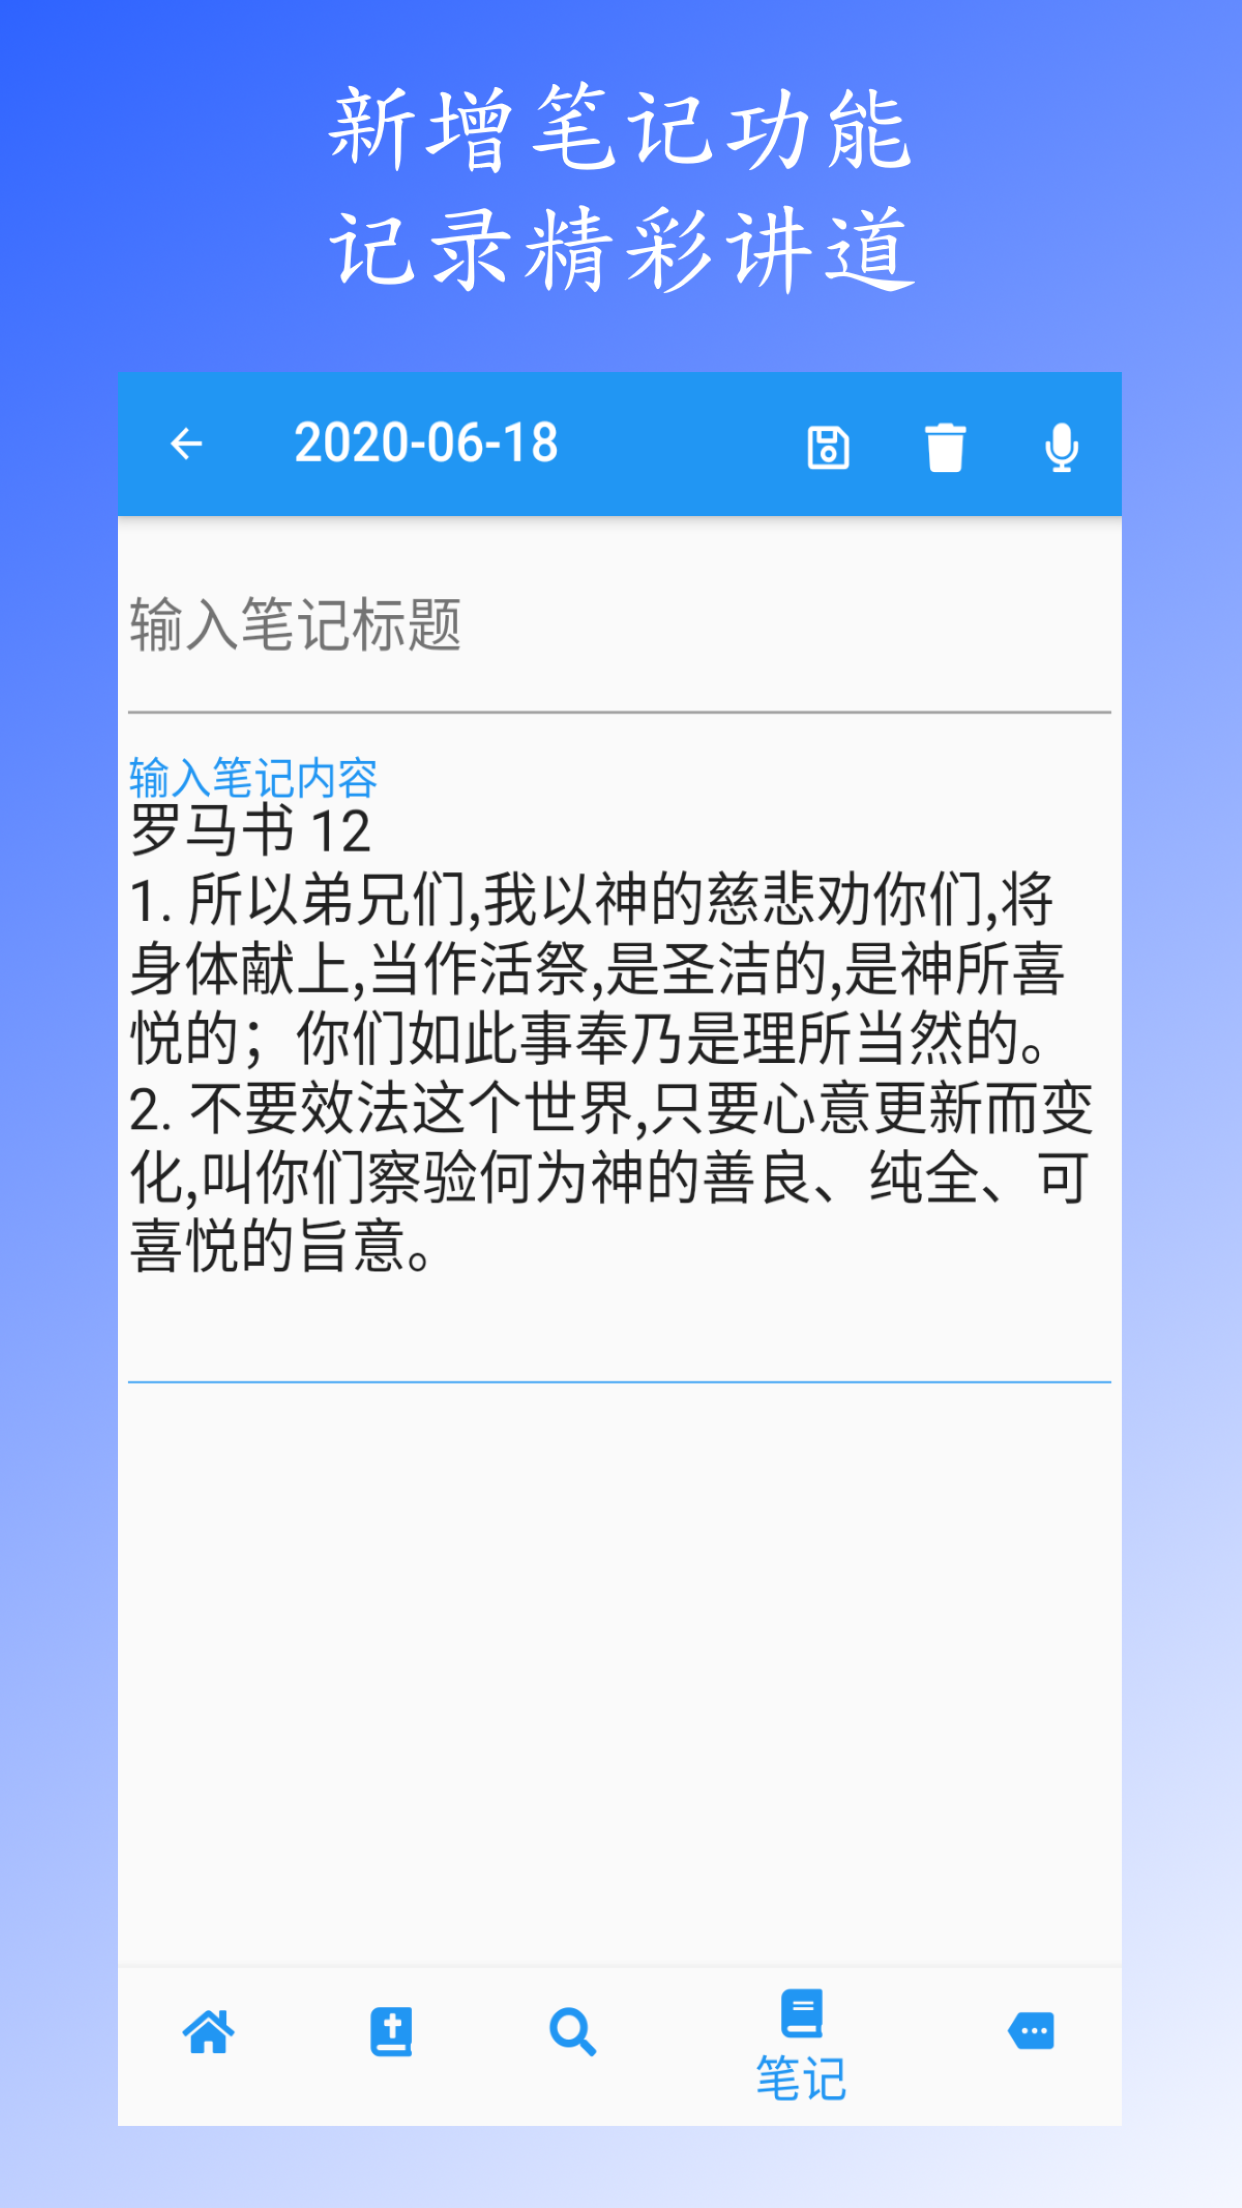 新增笔记功能
记录精彩讲道
2020-06-18
输入笔记标题
输入笔记内容
罗马书 12
1. 所以弟兄们,我以神的慈悲劝你们,将
身体献上,当作活祭,是圣洁的,是神所喜
悦的；你们如此事奉乃是理所当然的。
2. 不要效法这个世界,只要心意更新而变
化,叫你们察验何为神的善良、纯全、可
喜悦的旨意。
笔记